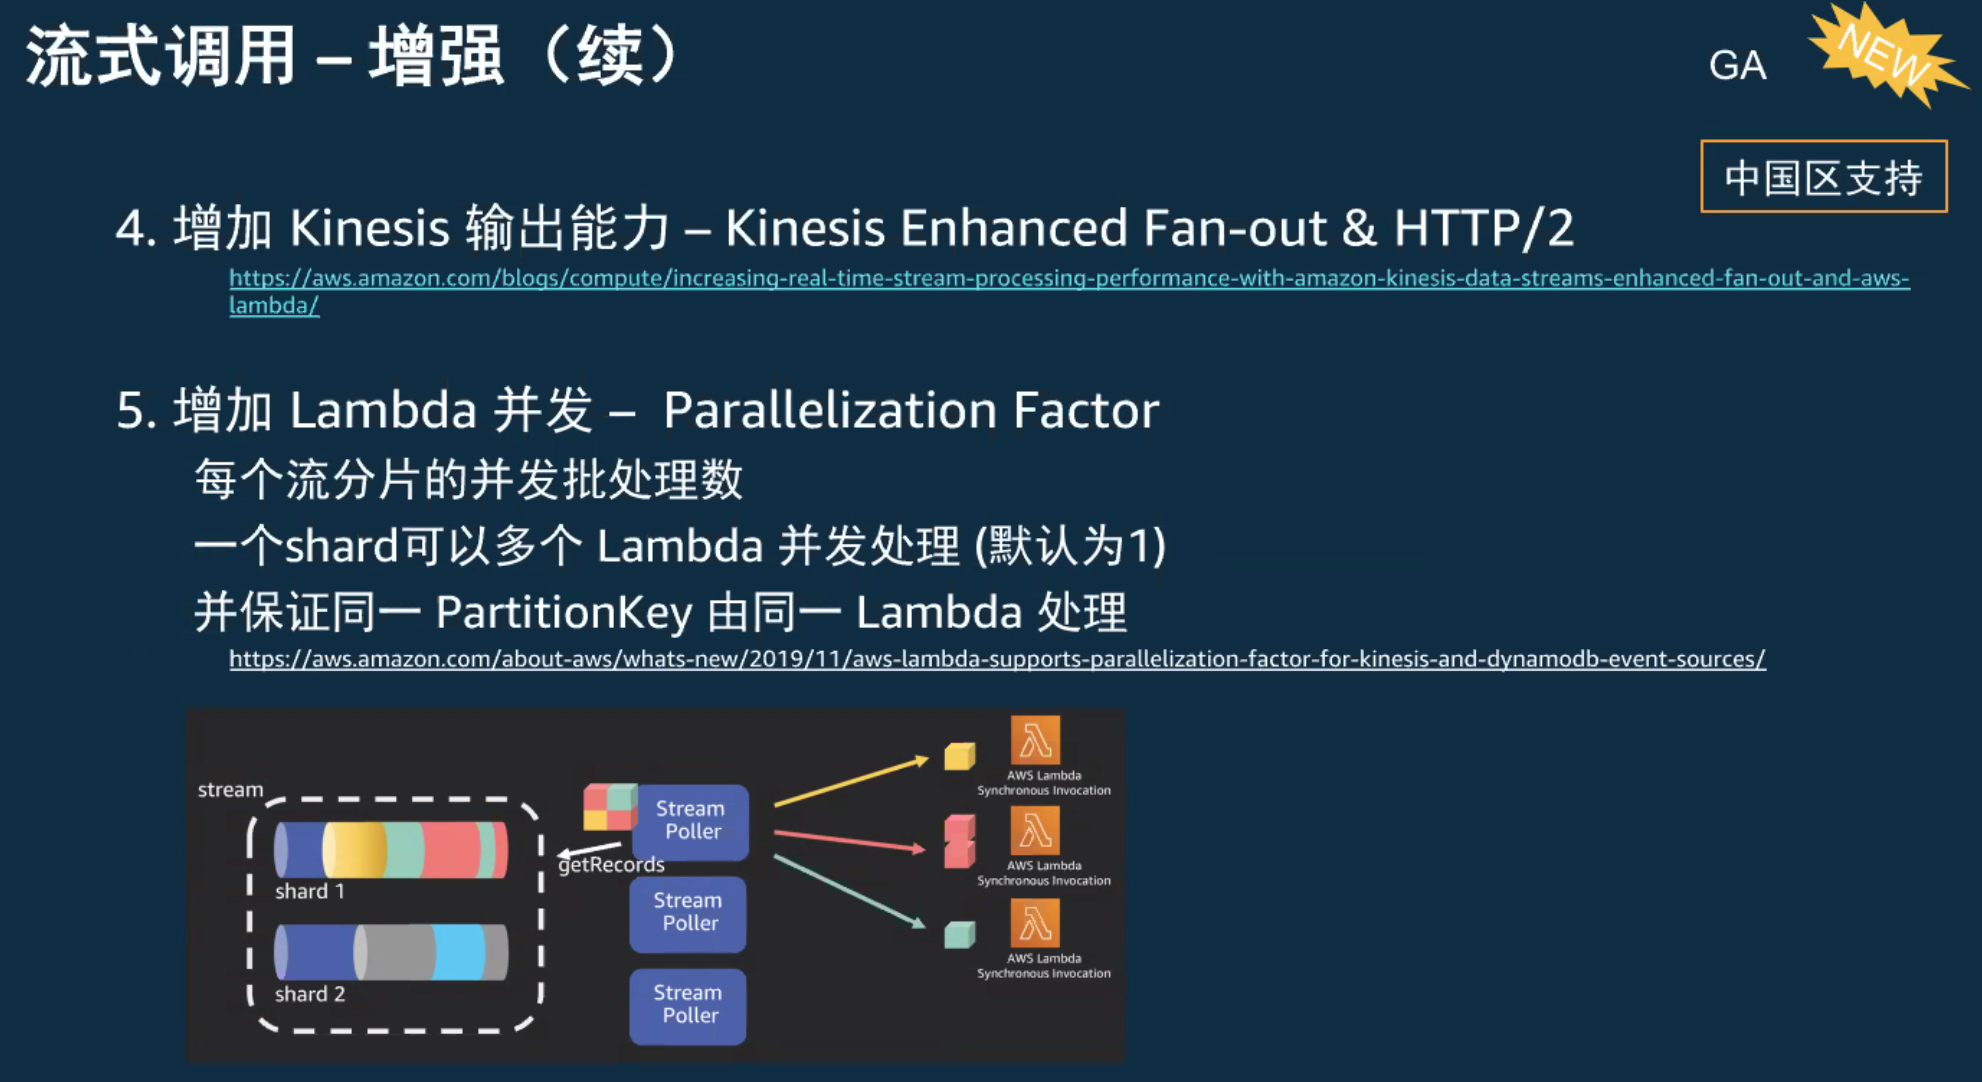 流式调用 – 增强（续）
GA
NEW
中国区支持
4. 增加 Kinesis 输出能力 – Kinesis Enhanced Fan-out & HTTP/2
https://aws.amazon.com/blogs/compute/increasing-real-time-stream-processing-performance-with-amazon-kinesis-data-streams-enhanced-fan-out-and-aws-
lambda/
5. 增加 Lambda 并发 – Parallelization Factor
每个流分片的并发批处理数
一个shard可以多个 Lambda 并发处理 (默认为1)
并保证同一 PartitionKey 由同一 Lambda 处理
https://aws.amazon.com/about-aws/whats-new/2019/11/aws-lambda-supports-parallelization-factor-for-kinesis-and-dynamodb-event-sources/
stream
shard 1
shard 2
getRecords
Stream
Poller
Stream
Poller
Stream
Poller
AWS Lambda
Synchronous Invocation
AWS Lambda
Synchronous Invocation
AWS Lambda
Synchronous Invocation